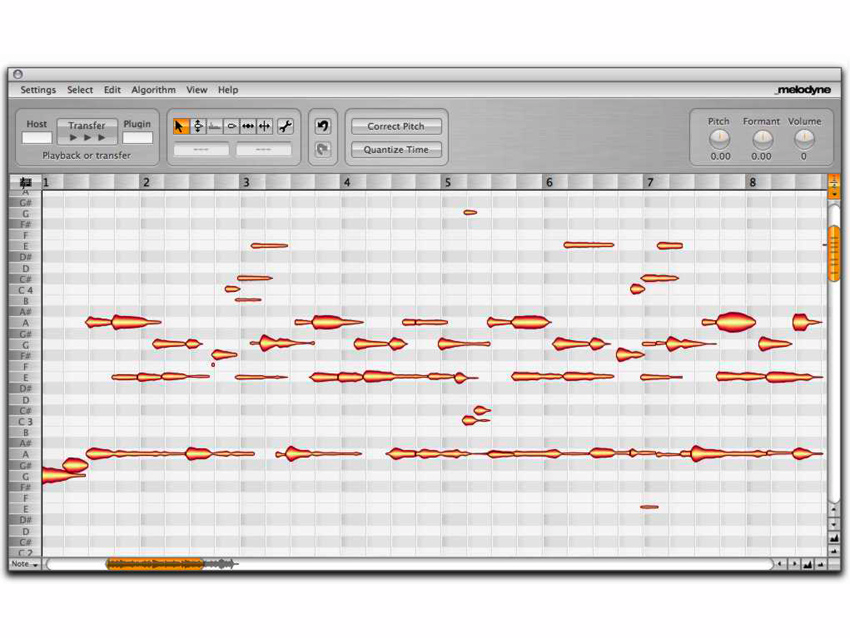 Settings Select Edit Algorithm View Help
_melodyne
Host Transfer Plugin
Playback or transfer
--- ---
Correct Pitch
Quantize Time
Pitch Formant Volume
0.00 0.00 0
1 2 3 4 5 6 7 8
A
G#
G
F#
F
E
D#
D
C#
C 4
B
A#
A
G#
G
F#
F
E
D#
D
C#
C 3
B
A#
A
G#
G
F#
F
E
D#
D
C#
C 2
Note